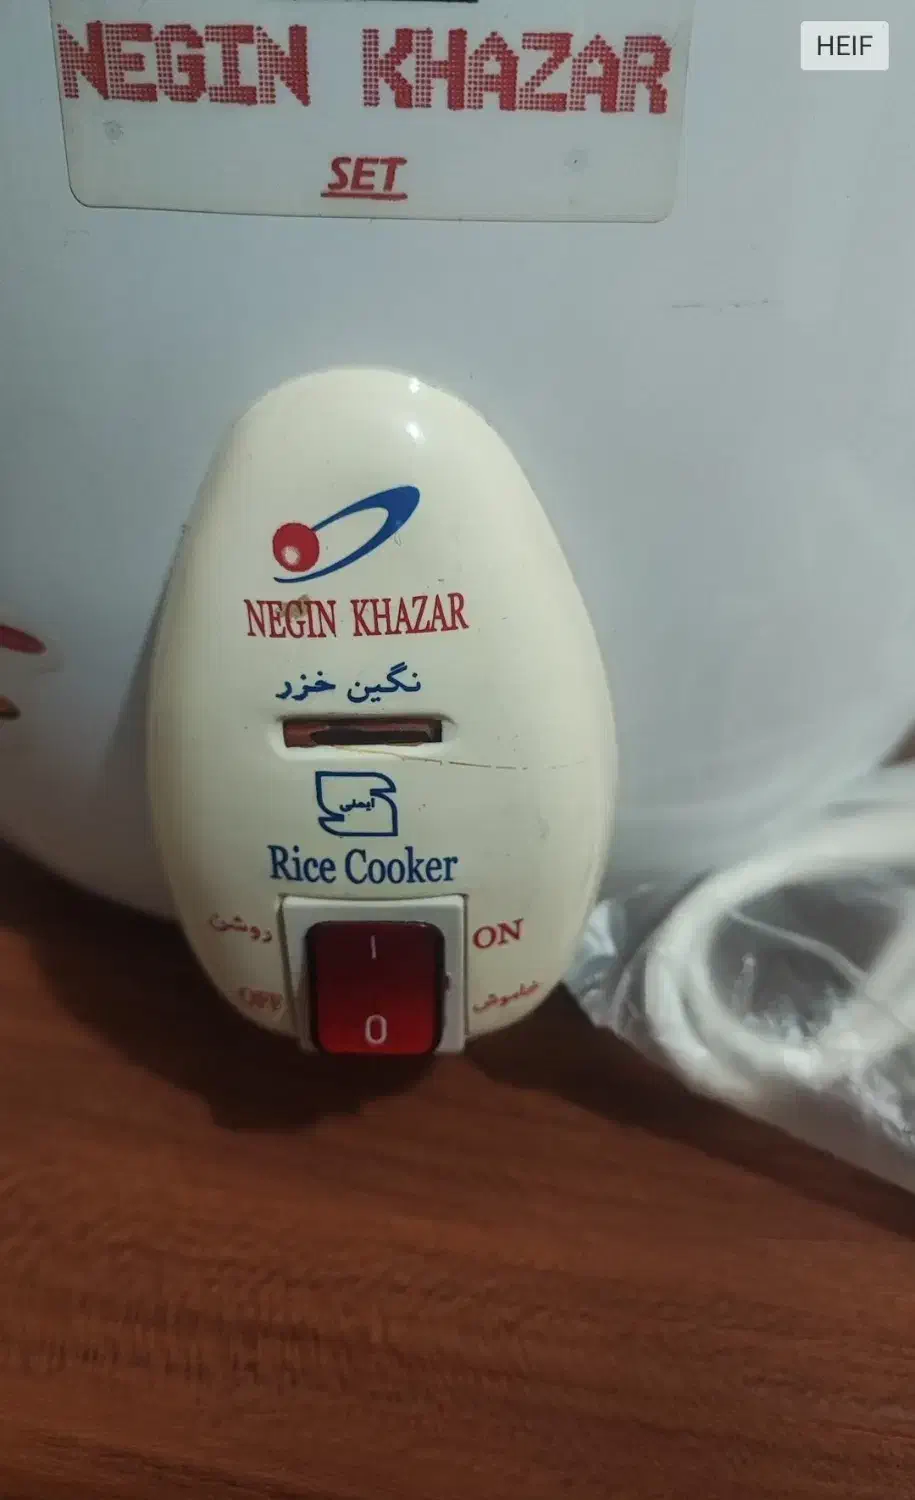 HEIF
NEGIN KHAZAR
SET
NEGIN KHAZAR
نگین خزر
ایمنی
Rice Cooker
روشن ON
I
OFF خاموش
O